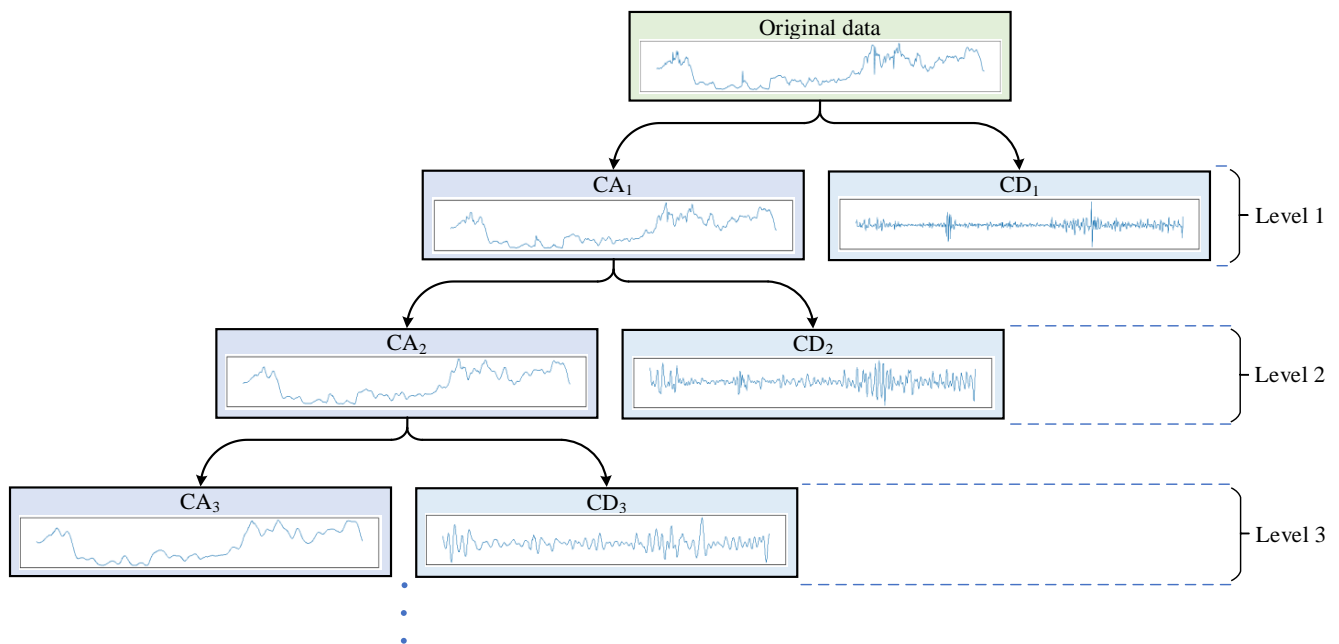 Original data
CA₁
CD₁
Level 1
CA₂
CD₂
Level 2
CA₃
CD₃
Level 3